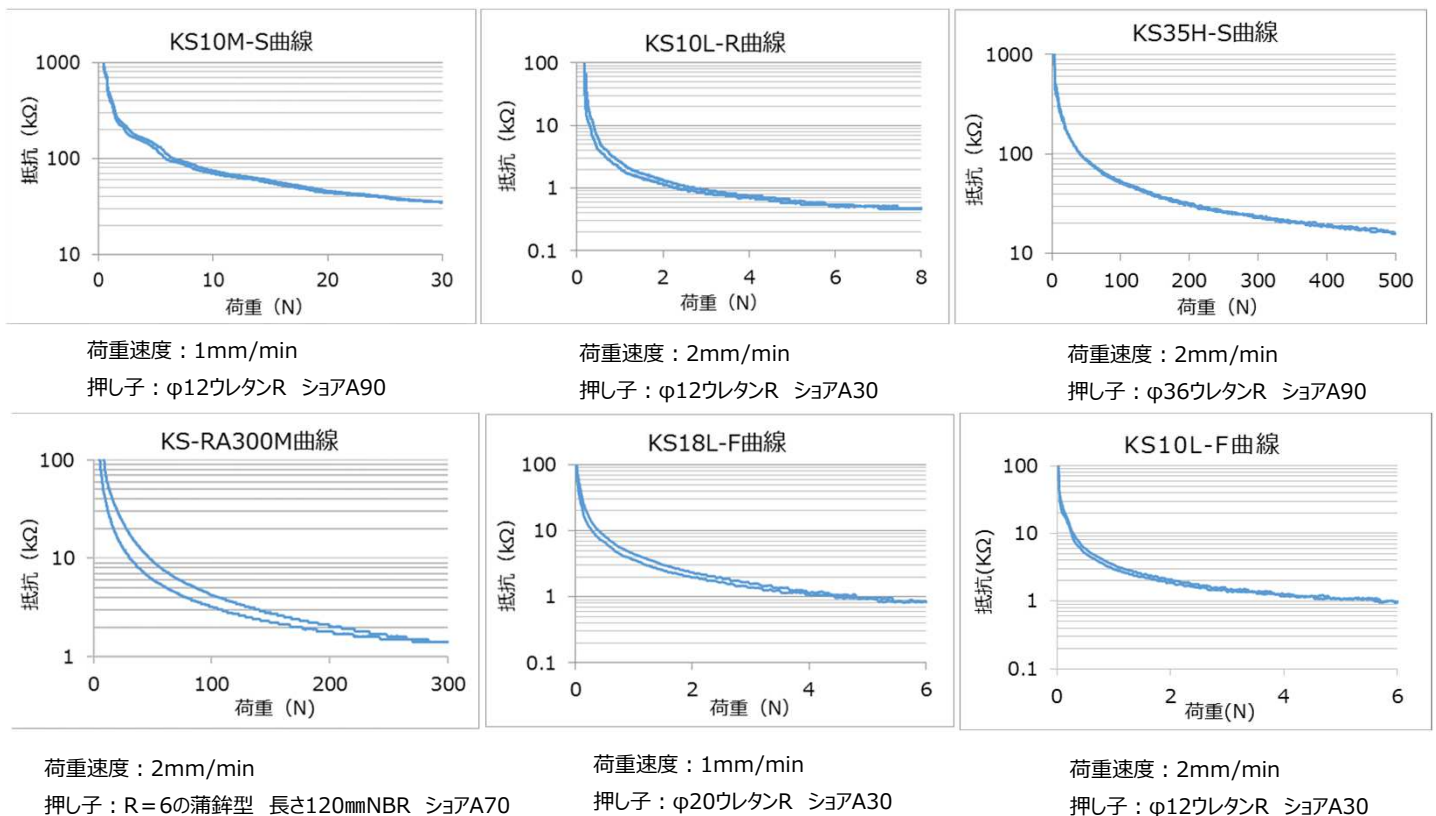 KS10M-S曲線
1000
100
10
抵抗（kΩ）
0 10 20 30
荷重（N）
荷重速度：1mm/min
押し子：φ12ウレタンR ショアA90
KS10L-R曲線
100
10
1
0.1
抵抗（kΩ）
0 2 4 6 8
荷重（N）
荷重速度：2mm/min
押し子：φ12ウレタンR ショアA30
KS35H-S曲線
1000
100
10
抵抗（kΩ）
0 100 200 300 400 500
荷重（N）
荷重速度：2mm/min
押し子：φ36ウレタンR ショアA90
KS-RA300M曲線
100
10
1
抵抗（kΩ）
0 100 200 300
荷重（N）
荷重速度：2mm/min
押し子：R＝6の蒲鉾型 長さ120㎜NBR ショアA70
KS18L-F曲線
100
10
1
0.1
抵抗（kΩ）
0 2 4 6
荷重（N）
荷重速度：1mm/min
押し子：φ20ウレタンR ショアA30
KS10L-F曲線
100
10
1
0.1
抵抗(KΩ)
0 2 4 6
荷重(N)
荷重速度：2mm/min
押し子：φ12ウレタンR ショアA30